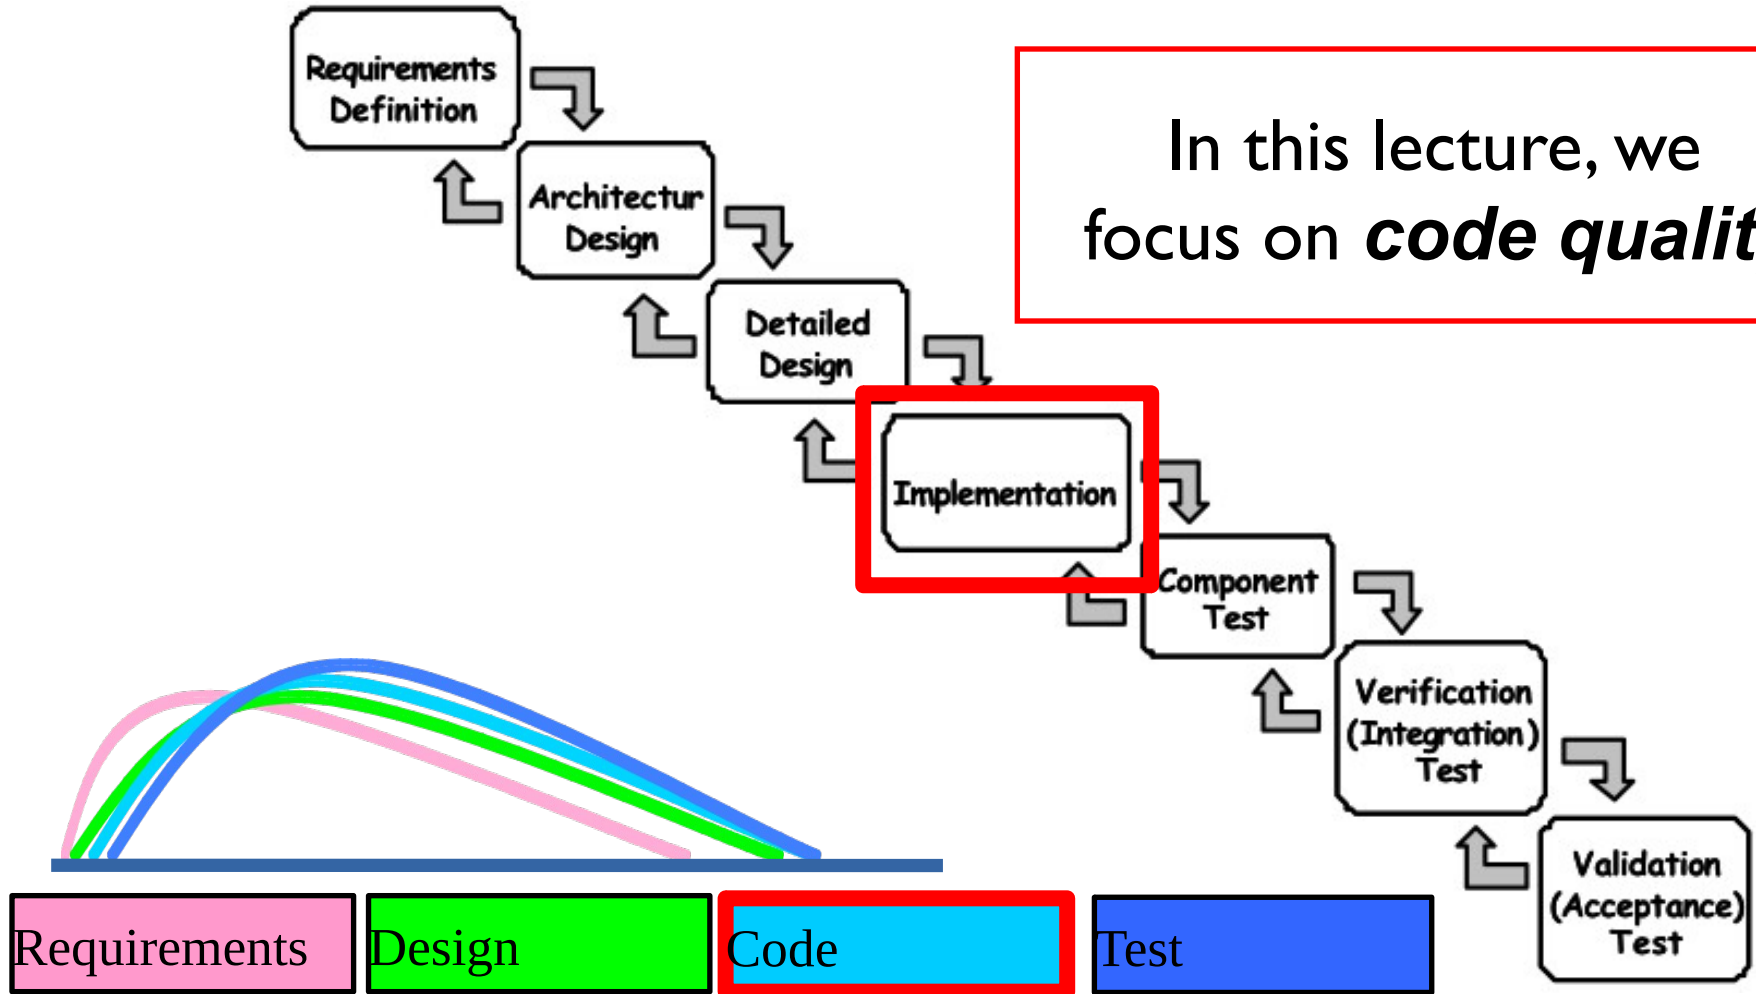 Requirements
Definition
In this lecture, we
focus on code qualit
Architectur
Design
Detailed
Design
Implementation
Component
Test
Verification
(Integration)
Test
Validation
(Acceptance)
Test
Requirements
Design
Code
Test